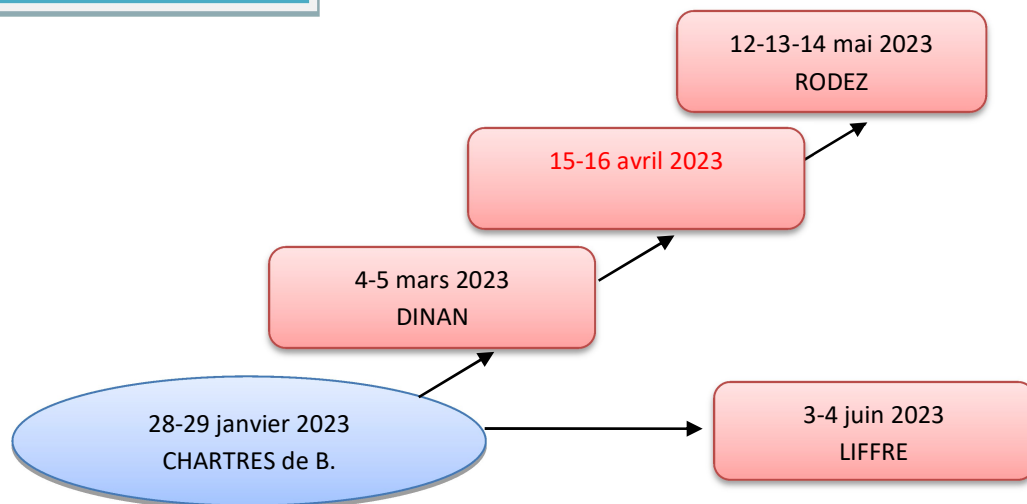 12-13-14 mai 2023
RODEZ
15-16 avril 2023
4-5 mars 2023
DINAN
28-29 janvier 2023
CHARTRES de B.
3-4 juin 2023
LIFFRE